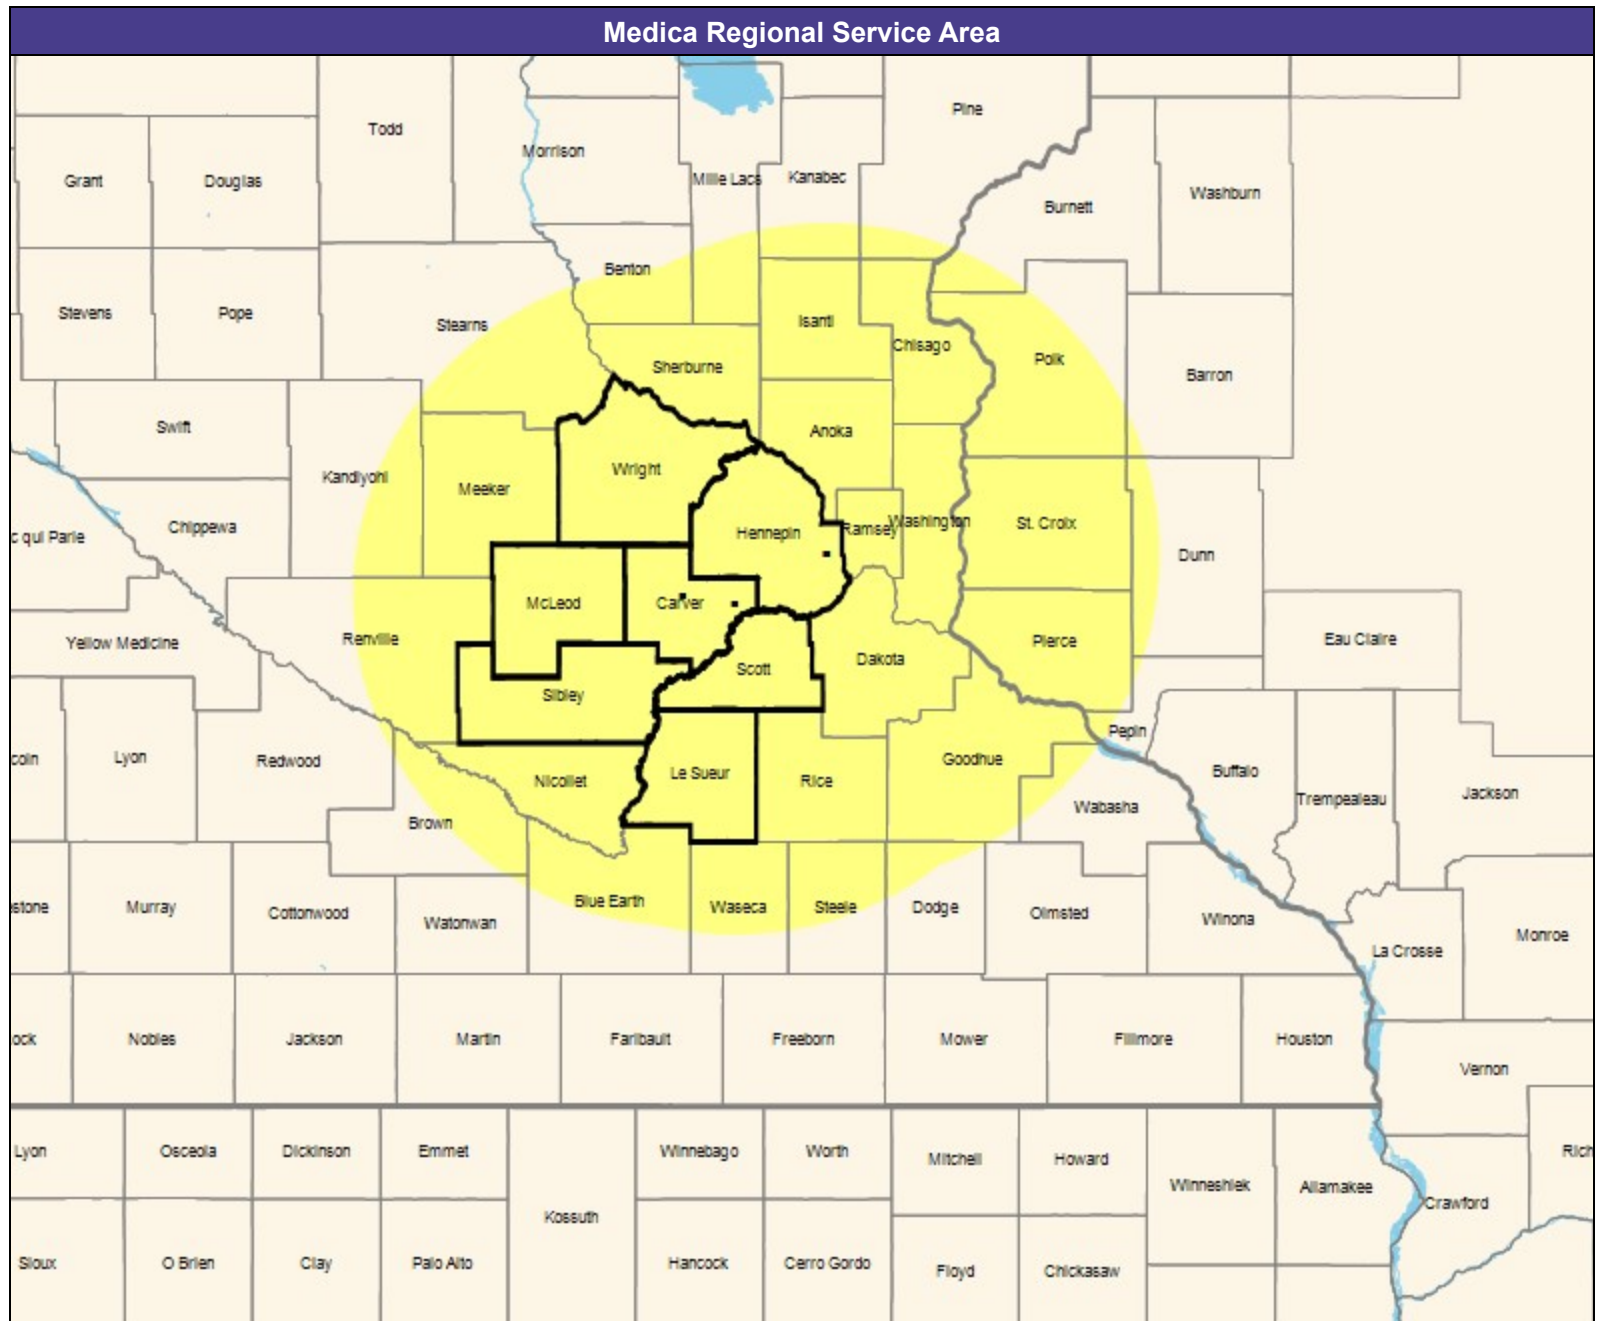 Medica Regional Service Area
Pine
Todd
Morrison
Mille Lacs
Kanabec
Grant
Douglas
Washburn
Burnett
Benton
Stevens
Pope
Stearns
Isanti
Chisago
Polk
Sherburne
Barron
Swift
Anoka
Wright
Kandiyohi
Meeker
Chippewa
Hennepin
Ramsey
Washington
St. Croix
c qui Parle
Dunn
McLeod
Carver
Yellow Medicine
Renville
Pierce
Eau Claire
Scott
Dakota
Sibley
Pepin
coln
Lyon
Redwood
Nicollet
Le Sueur
Rice
Goodhue
Buffalo
Trempealeau
Jackson
Wabasha
Brown
stone
Murray
Cottonwood
Watonwan
Blue Earth
Waseca
Steele
Dodge
Olmsted
Winona
La Crosse
Monroe
ock
Nobles
Jackson
Martin
Faribault
Freeborn
Mower
Fillmore
Houston
Vernon
Lyon
Osceola
Dickinson
Emmet
Winnebago
Worth
Mitchell
Howard
Rich
Winneshiek
Allamakee
Crawford
Kossuth
Sioux
O Brien
Clay
Palo Alto
Hancock
Cerro Gordo
Floyd
Chickasaw